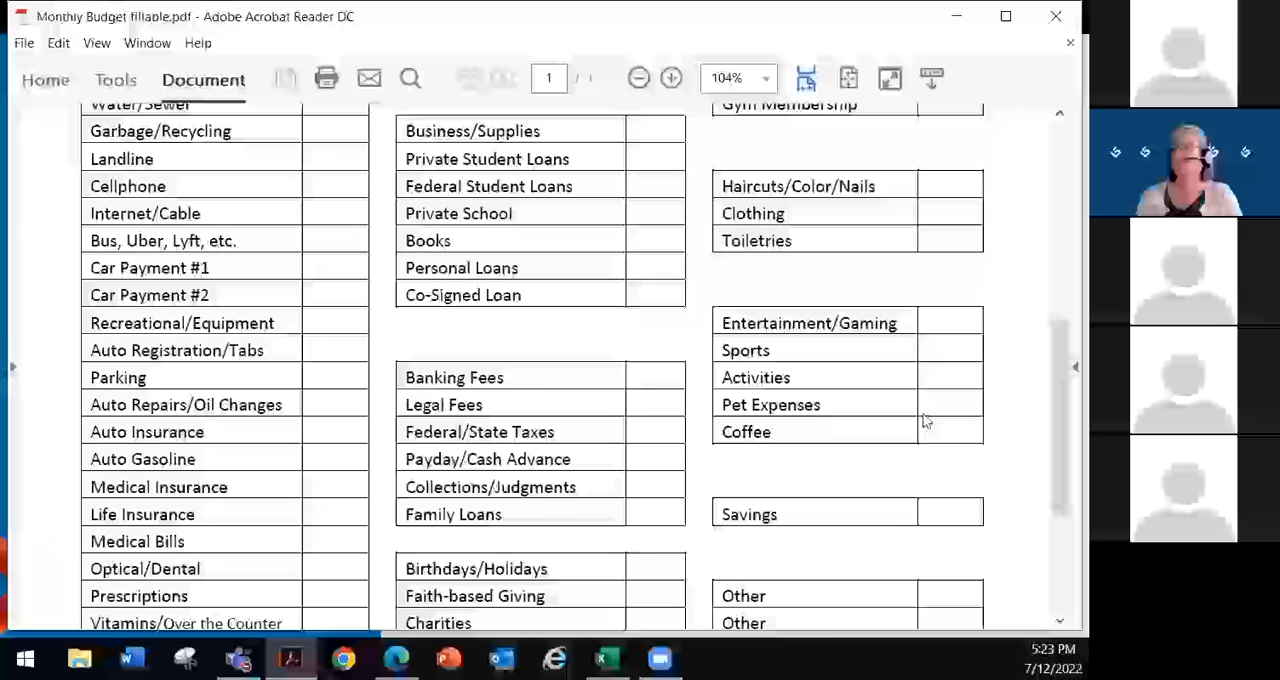 Monthly Budget fillable.pdf - Adobe Acrobat Reader DC
File Edit View Window Help
Home Tools Document 1 / 1 104%
Water/Sewer
Garbage/Recycling
Landline
Cellphone
Internet/Cable
Bus, Uber, Lyft, etc.
Car Payment #1
Car Payment #2
Recreational/Equipment
Auto Registration/Tabs
Parking
Auto Repairs/Oil Changes
Auto Insurance
Auto Gasoline
Medical Insurance
Life Insurance
Medical Bills
Optical/Dental
Prescriptions
Vitamins/Over the Counter
Business/Supplies
Private Student Loans
Federal Student Loans
Private School
Books
Personal Loans
Co-Signed Loan
Banking Fees
Legal Fees
Federal/State Taxes
Payday/Cash Advance
Collections/Judgments
Family Loans
Birthdays/Holidays
Faith-based Giving
Charities
Gym Membership
Haircuts/Color/Nails
Clothing
Toiletries
Entertainment/Gaming
Sports
Activities
Pet Expenses
Coffee
Savings
Other
Other
5:23 PM
7/12/2022